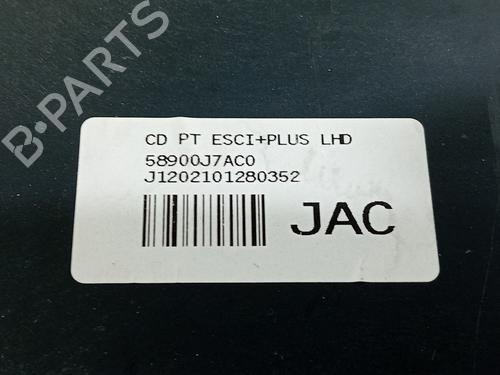 B-PARTS
CD PT ESCI+PLUS LHD
58900J7AC0
J1202101280352
JAC